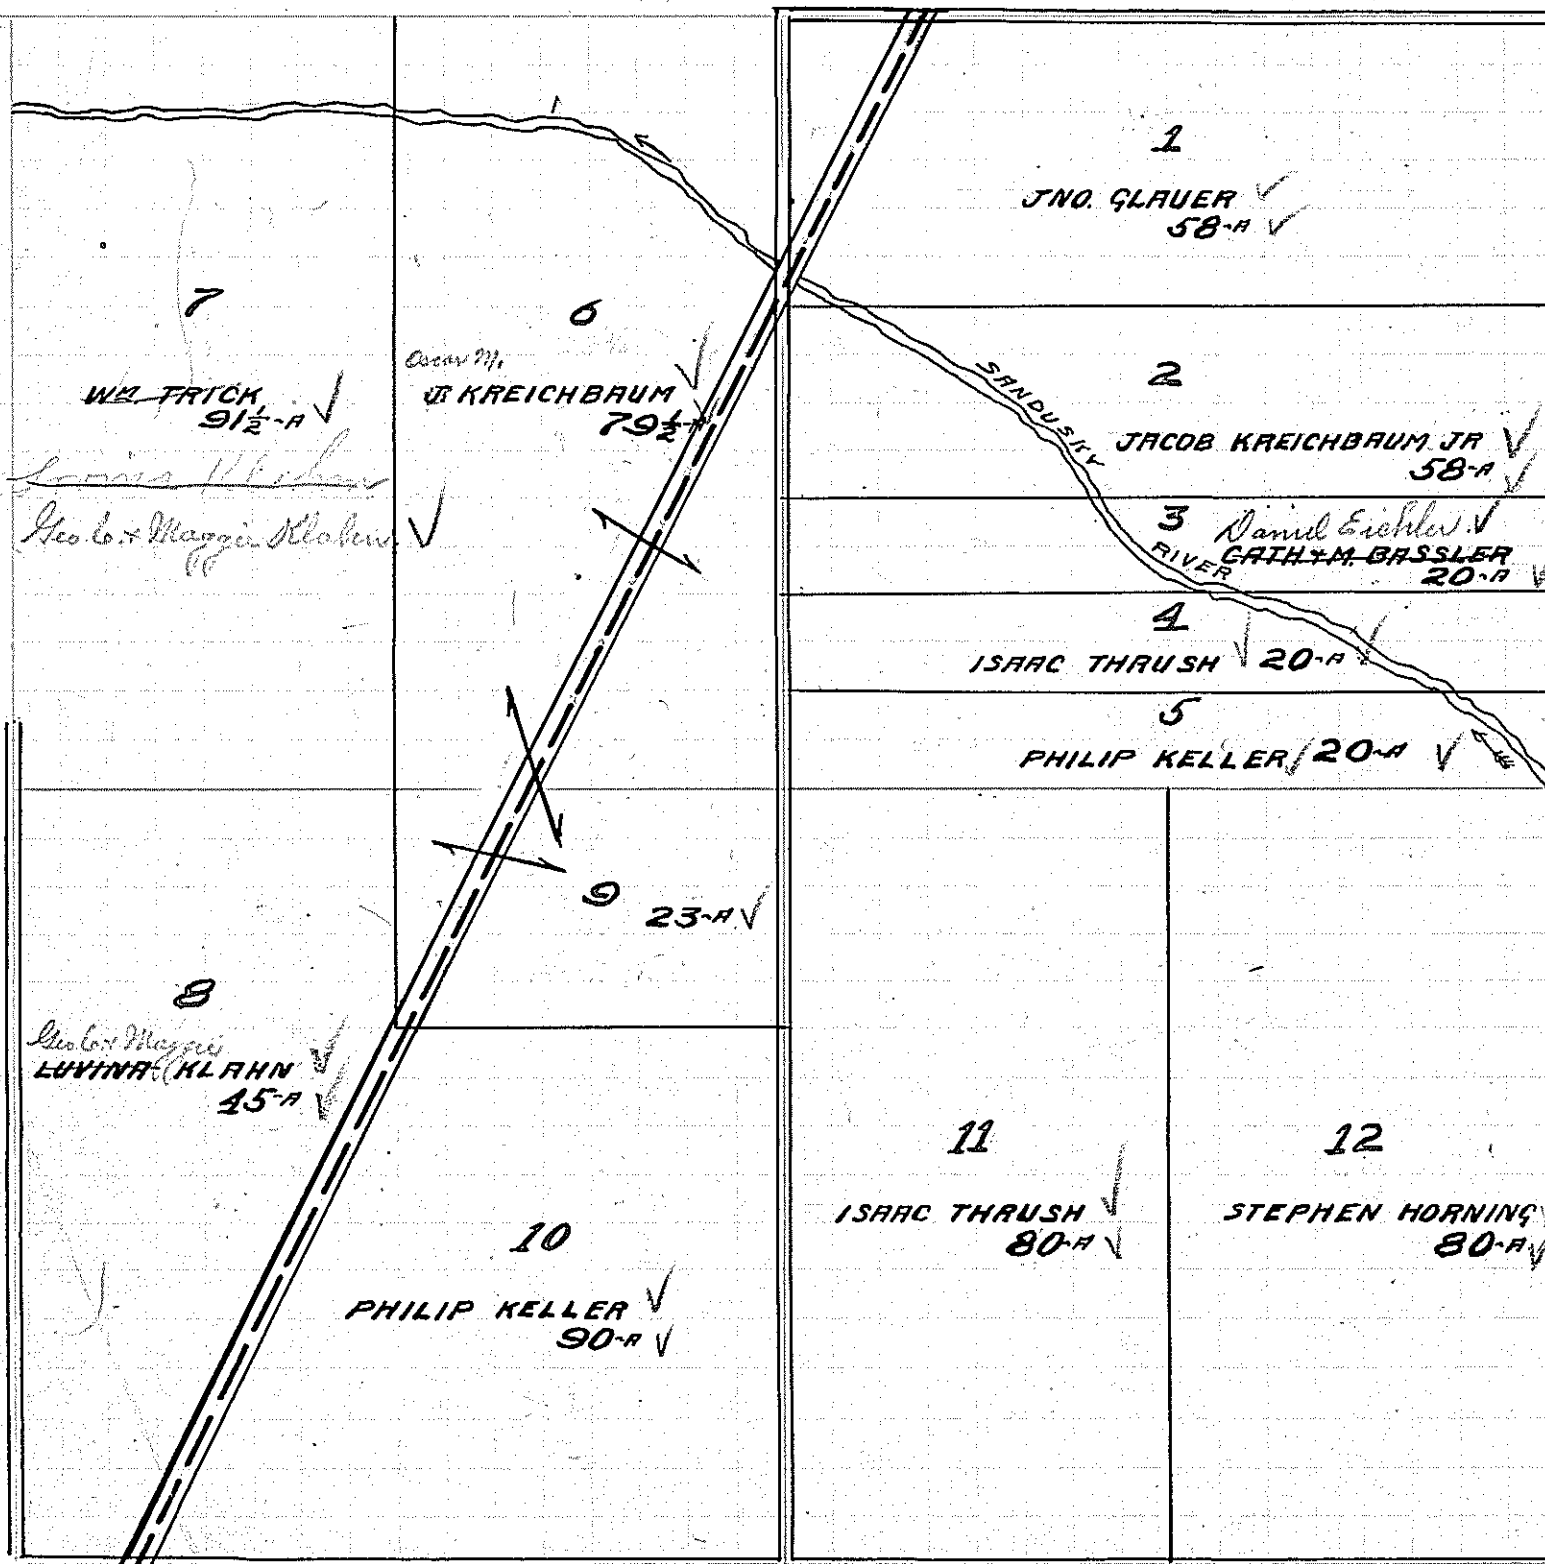 1
JNO. GLAUER
58-A
2
JACOB KREICHBAUM JR
58-A
SANDUSKY
RIVER
3
Daniel Eichler
CATH & M. BASSLER
20-A
4
ISAAC THRUSH 20-A
5
PHILIP KELLER 20-A
6
Oscar M.
J. KREICHBAUM
79½-A
7
WM. TRICK
91½-A
Geo C. & Maggie Klahn
8
Geo C. & Maggie
LUVINA KLAHN
45-A
9
23-A
10
PHILIP KELLER
90-A
11
ISAAC THRUSH
80-A
12
STEPHEN HORNING
80-A